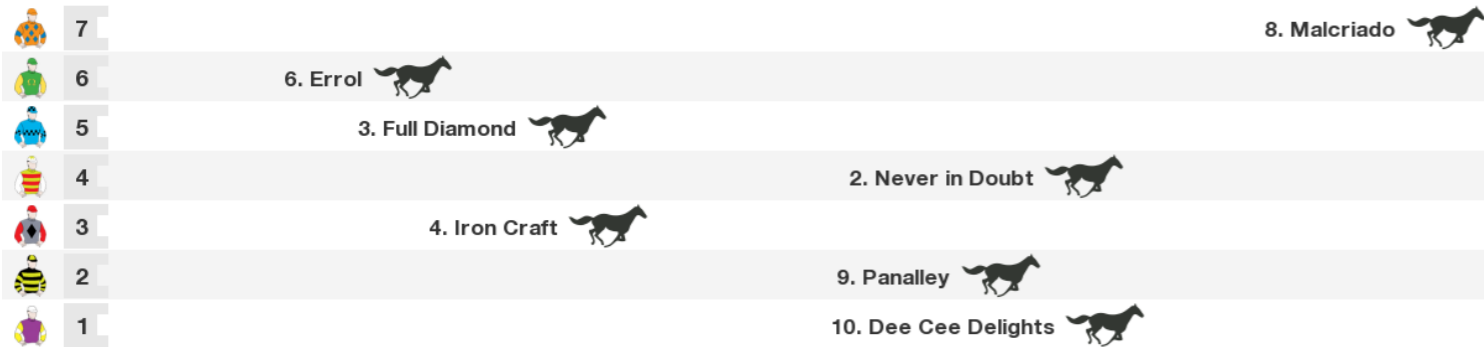 7 8. Malcriado
6 6. Errol
5 3. Full Diamond
4 2. Never in Doubt
3 4. Iron Craft
2 9. Panalley
1 10. Dee Cee Delights